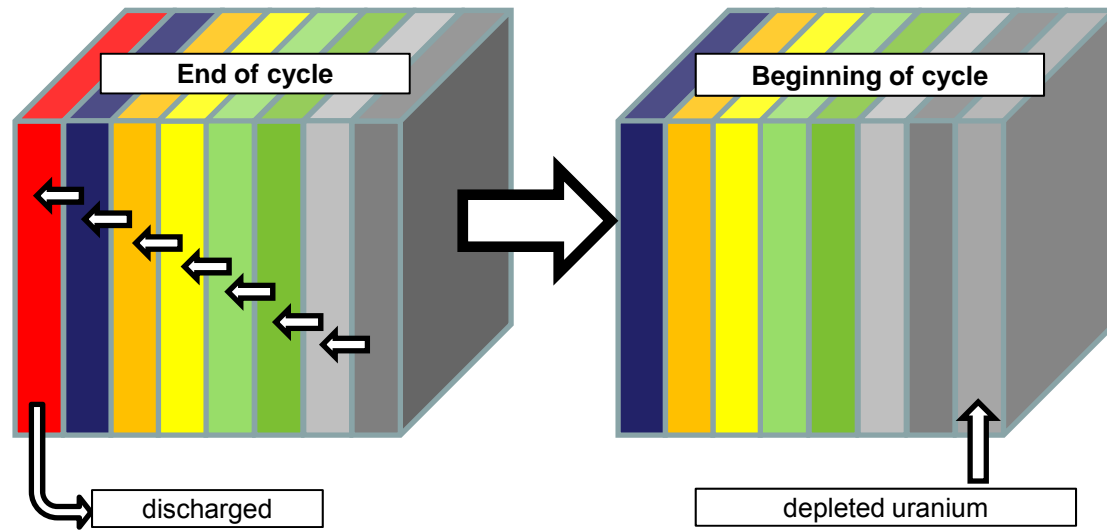 End of cycle
Beginning of cycle
discharged
depleted uranium